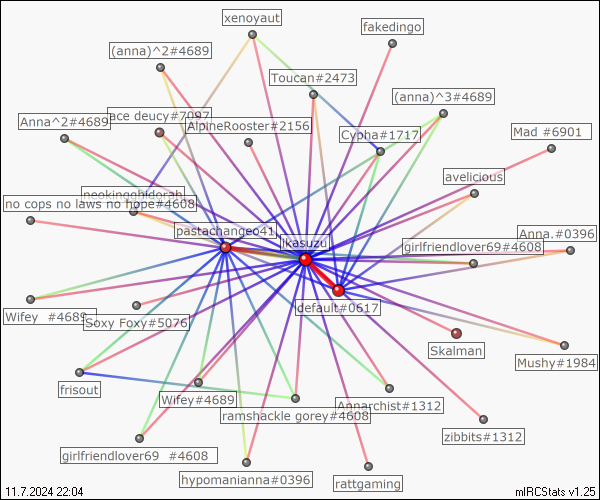 xenoyaut
fakedingo
(anna)^2#4689
Toucan#2473
(anna)^3#4689
ace deucy#7097
Anna^2#4689
AlpineRooster#2156
Cypha#1717
Mad #6901
avelicious
neokingghidorah
no cops no laws no hope#4608
pastachangeo41
jkasuzu
Anna.#0396
girlfriendlover69#4608
default#0617
Wifey #4689
Soxy Foxy#5076
Skalman
Mushy#1984
frisout
Wifey#4689
Annarchist#1312
ramshackle gorey#4608
zibbits#1312
girlfriendlover69 #4608
hypomanianna#0396
rattgaming
11.7.2024 22:04
mIRCStats v1.25